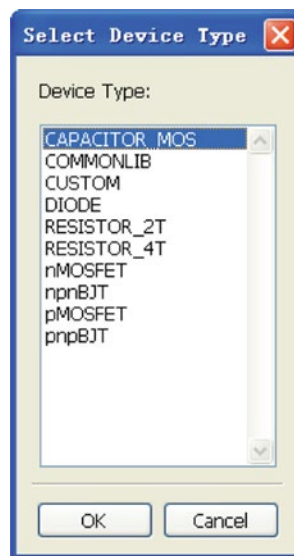 Select Device Type
Device Type:
CAPACITOR_MOS
COMMONLIB
CUSTOM
DIODE
RESISTOR_2T
RESISTOR_4T
nMOSFET
npnBJT
pMOSFET
pnpBJT
OK Cancel